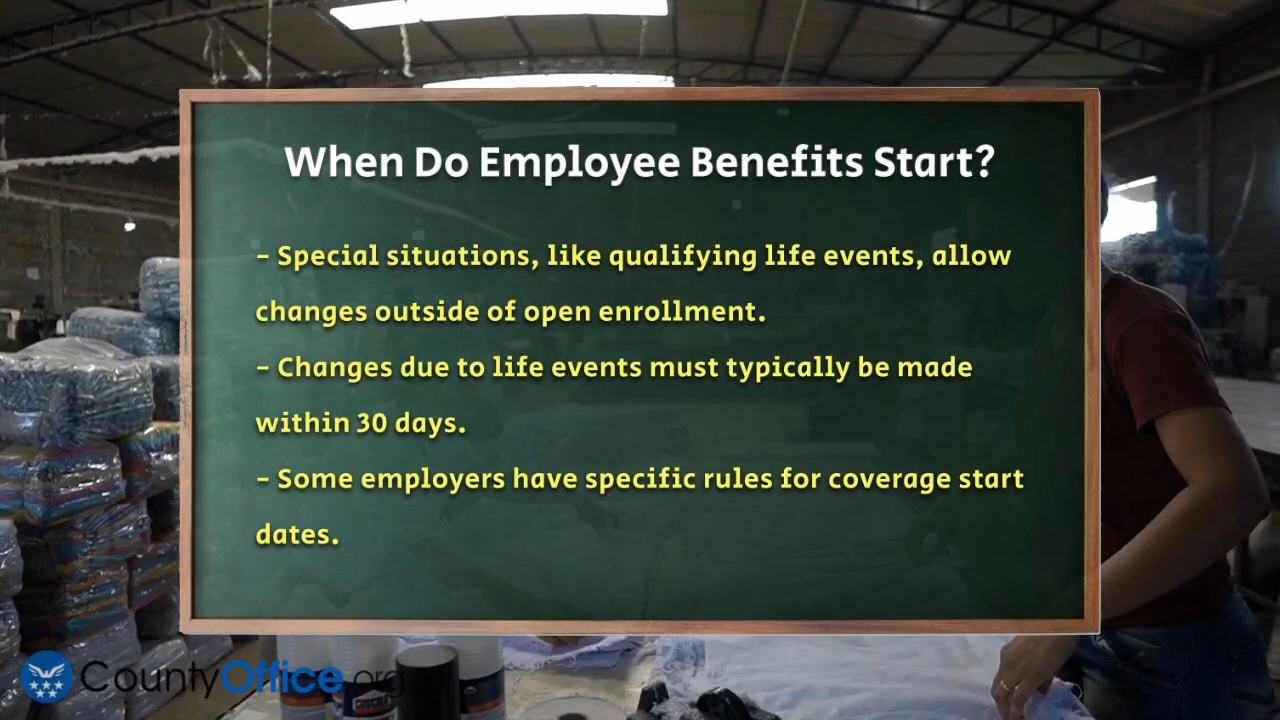 When Do Employee Benefits Start?
- Special situations, like qualifying life events, allow
changes outside of open enrollment.
- Changes due to life events must typically be made
within 30 days.
- Some employers have specific rules for coverage start
dates.
CountyOffice.org